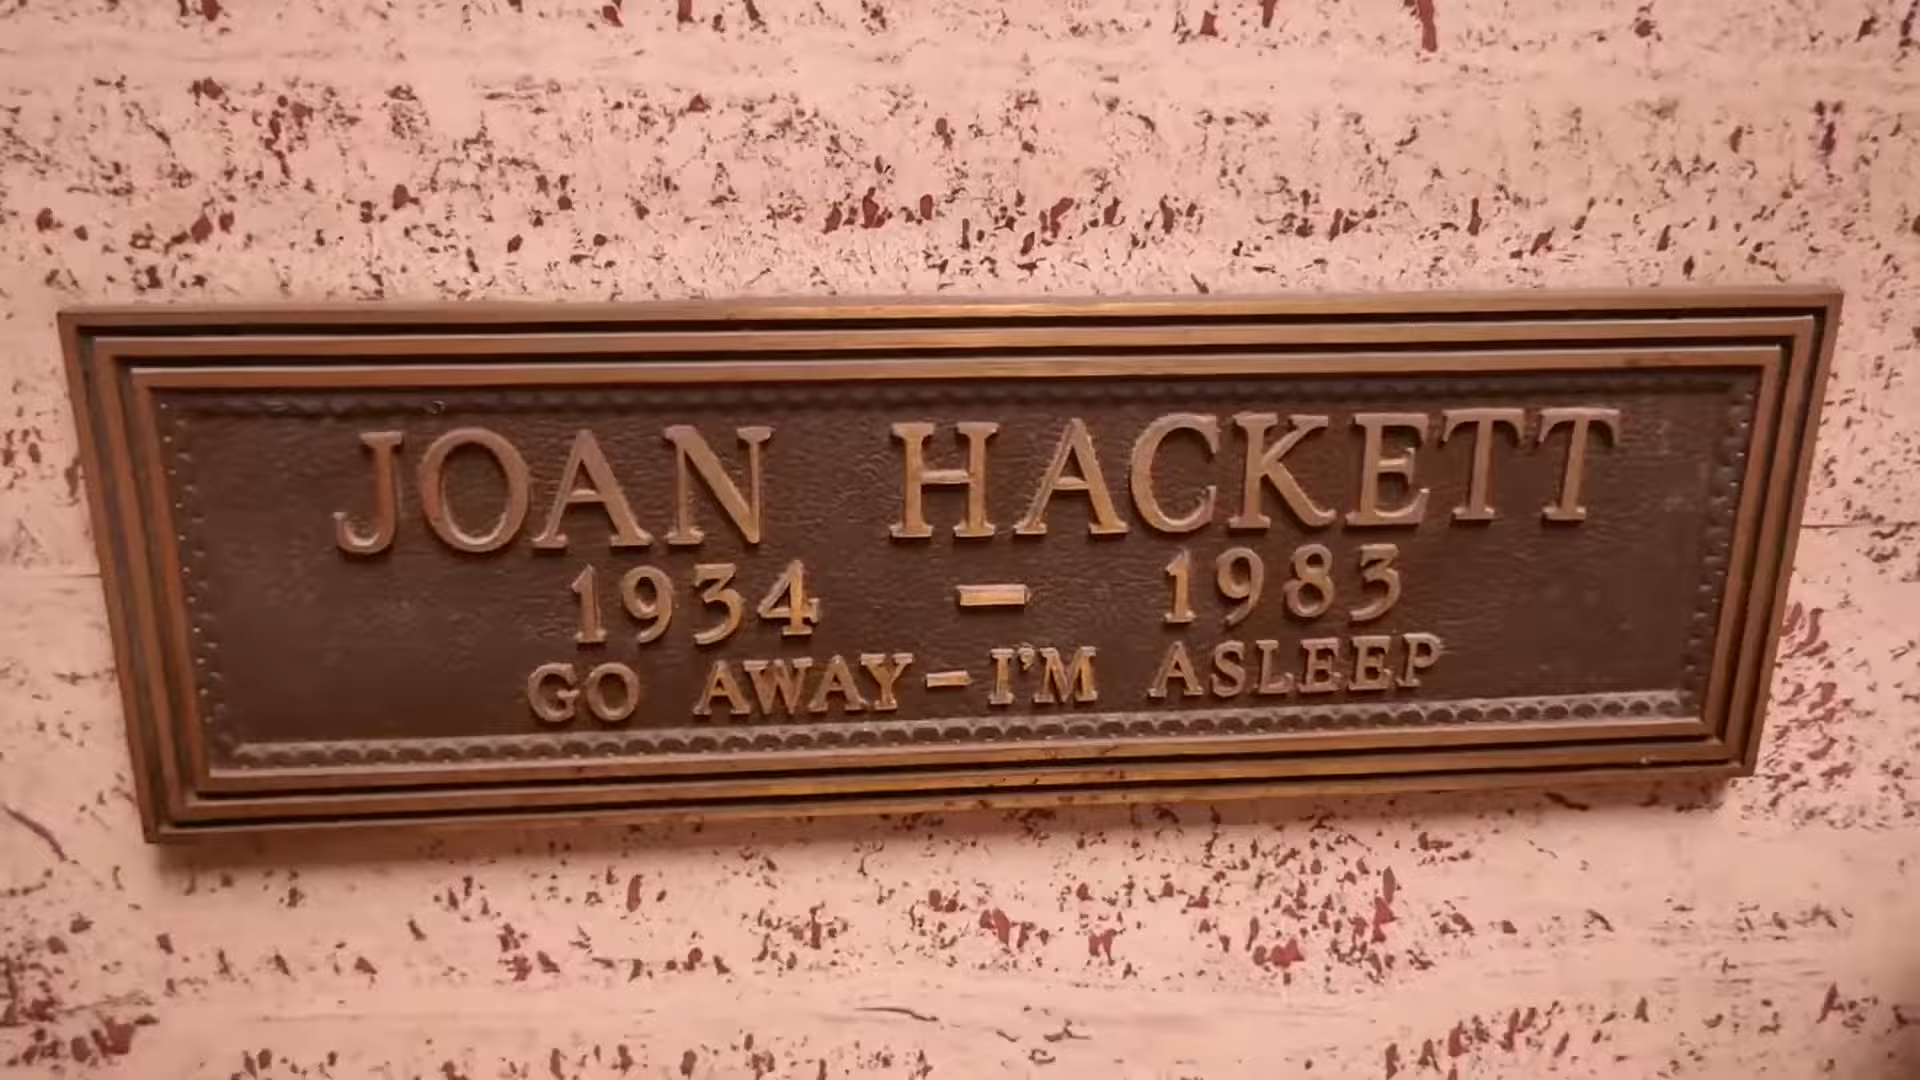 JOAN HACKETT
1934 – 1983
GO AWAY – I'M ASLEEP